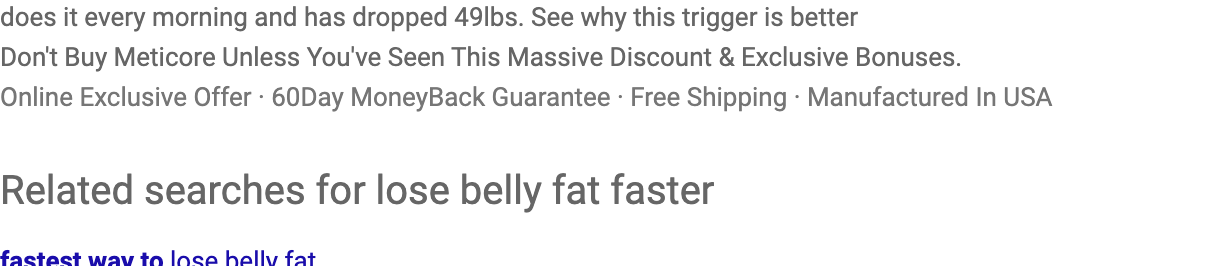 does it every morning and has dropped 49lbs. See why this trigger is better
Don't Buy Meticore Unless You've Seen This Massive Discount & Exclusive Bonuses.
Online Exclusive Offer · 60Day MoneyBack Guarantee · Free Shipping · Manufactured In USA
Related searches for lose belly fat faster
fastest way to lose belly fat